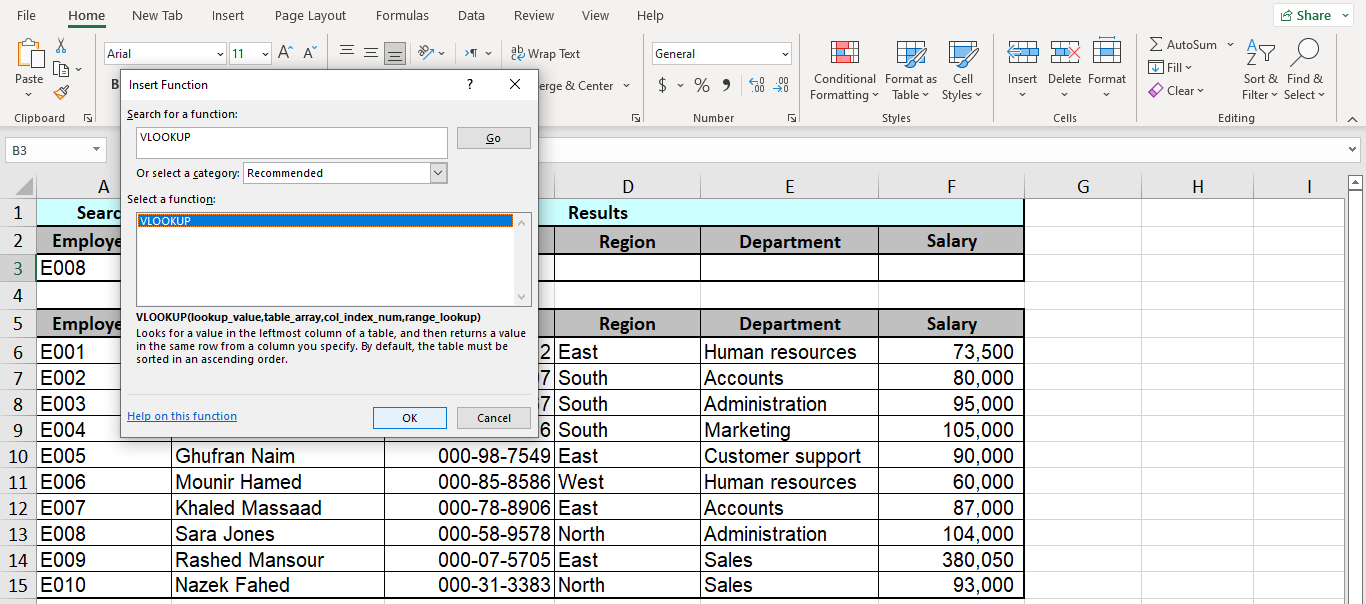 File Home New Tab Insert Page Layout Formulas Data Review View Help Share
Arial 11 A A ab Wrap Text General AutoSum
Paste B erge & Center $ % 9 Conditional Formatting Format as Table Cell Styles Insert Delete Format Fill Clear Sort & Filter Find & Select
Clipboard Number Styles Cells Editing
B3
Insert Function ?
Search for a function:
VLOOKUP
Go
Or select a category: Recommended
Select a function:
VLOOKUP
VLOOKUP(lookup_value,table_array,col_index_num,range_lookup)
Looks for a value in the leftmost column of a table, and then returns a value
in the same row from a column you specify. By default, the table must be
sorted in an ascending order.
Help on this function OK Cancel
A D E F G H I
1 Searc Results
2 Employe Region Department Salary
3 E008
4
5 Employe Region Department Salary
6 E001 2 East Human resources 73,500
7 E002 07 South Accounts 80,000
8 E003 57 South Administration 95,000
9 E004 6 South Marketing 105,000
10 E005 Ghufran Naim 000-98-7549 East Customer support 90,000
11 E006 Mounir Hamed 000-85-8586 West Human resources 60,000
12 E007 Khaled Massaad 000-78-8906 East Accounts 87,000
13 E008 Sara Jones 000-58-9578 North Administration 104,000
14 E009 Rashed Mansour 000-07-5705 East Sales 380,050
15 E010 Nazek Fahed 000-31-3383 North Sales 93,000